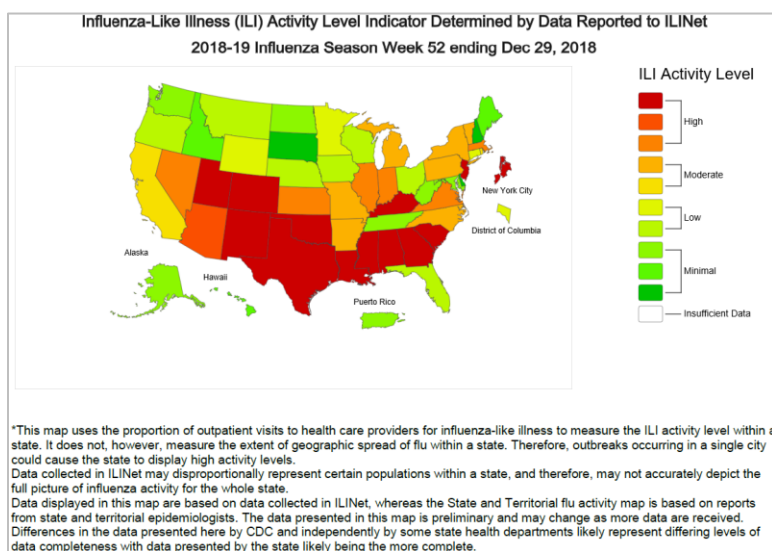 Influenza-Like Illness (ILI) Activity Level Indicator Determined by Data Reported to ILINet
2018-19 Influenza Season Week 52 ending Dec 29, 2018
ILI Activity Level
High
Moderate
New York City
Low
District of Columbia
Alaska
Hawaii
Minimal
Puerto Rico
Insufficient Data
*This map uses the proportion of outpatient visits to health care providers for influenza-like illness to measure the ILI activity level within a
state. It does not, however, measure the extent of geographic spread of flu within a state. Therefore, outbreaks occurring in a single city
could cause the state to display high activity levels.
Data collected in ILINet may disproportionally represent certain populations within a state, and therefore, may not accurately depict the
full picture of influenza activity for the whole state.
Data displayed in this map are based on data collected in ILINet, whereas the State and Territorial flu activity map is based on reports
from state and territorial epidemiologists. The data presented in this map is preliminary and may change as more data are received.
Differences in the data presented here by CDC and independently by some state health departments likely represent differing levels of
data completeness with data presented by the state likely being the more complete.